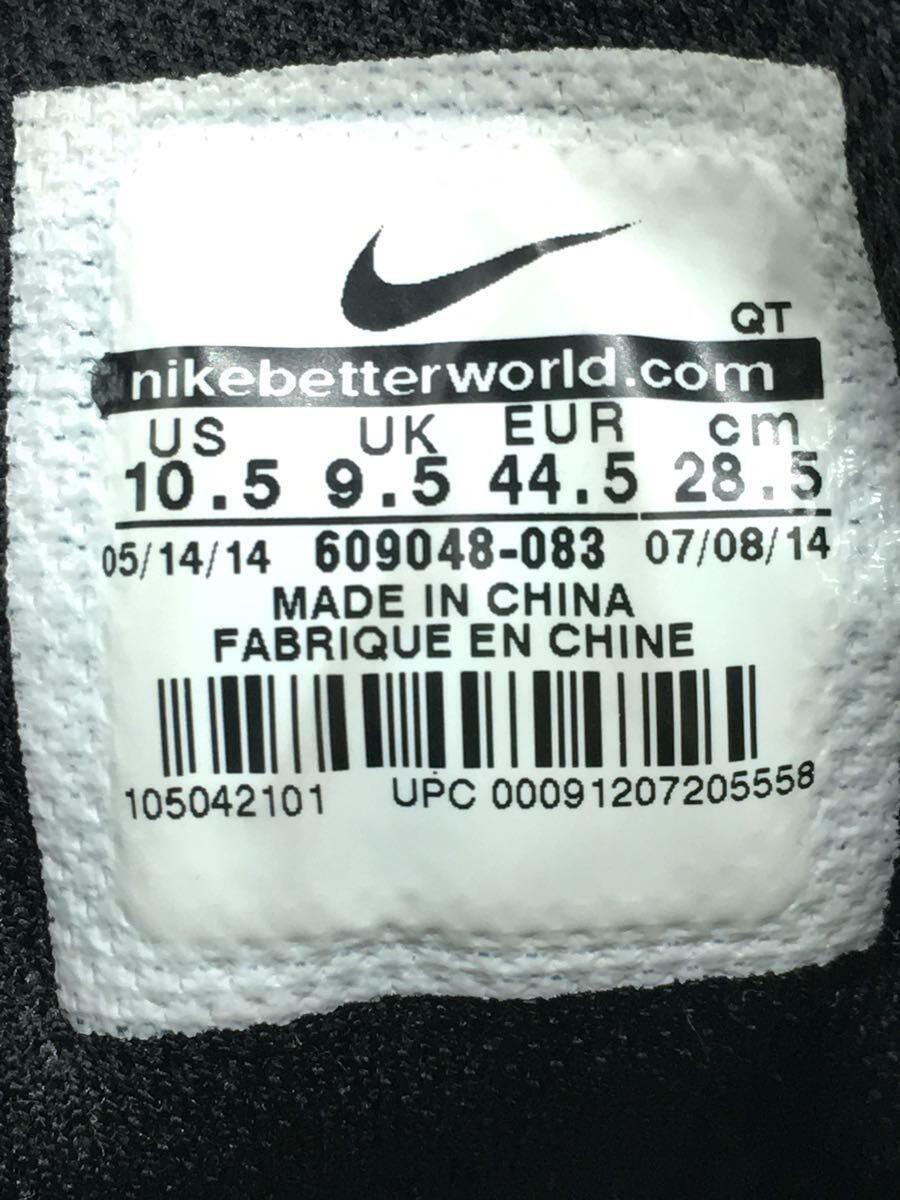 QT
nikebetterworld.com
US UK EUR cm
10.5 9.5 44.5 28.5
05/14/14 609048-083 07/08/14
MADE IN CHINA
FABRIQUE EN CHINE
105042101 UPC 00091207205558